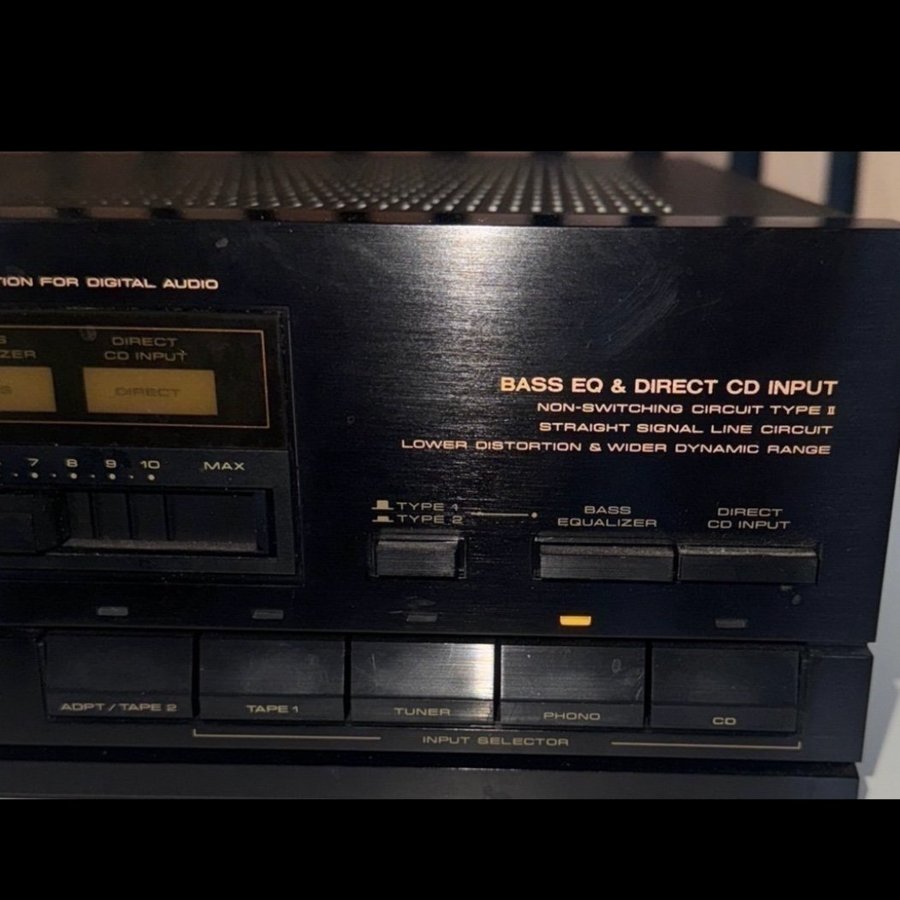 TION FOR DIGITAL AUDIO
S
ZER
DIRECT
CD INPUT
DIRECT
BASS EQ & DIRECT CD INPUT
NON-SWITCHING CIRCUIT TYPE II
STRAIGHT SIGNAL LINE CIRCUIT
LOWER DISTORTION & WIDER DYNAMIC RANGE
7 8 9 10 MAX
TYPE 1
TYPE 2
BASS
EQUALIZER
DIRECT
CD INPUT
ADPT / TAPE 2 TAPE 1 TUNER PHONO CD
INPUT SELECTOR